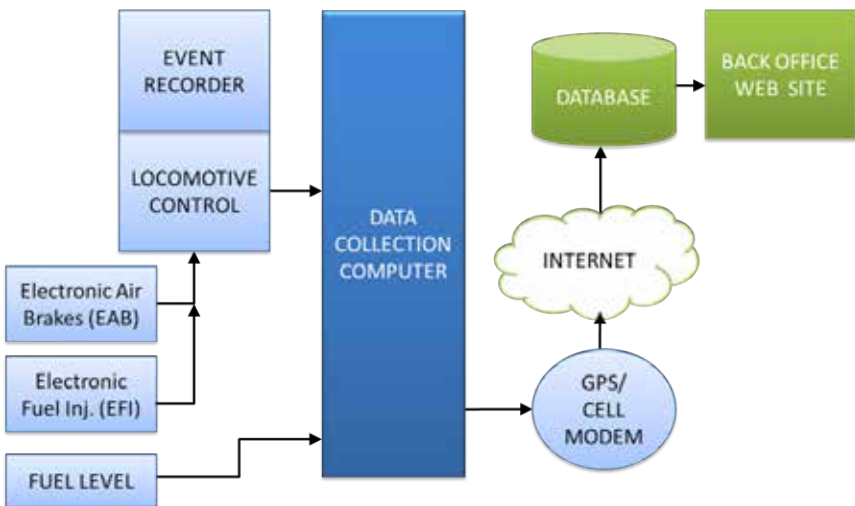 EVENT
RECORDER
LOCOMOTIVE
CONTROL
Electronic Air
Brakes (EAB)
Electronic
Fuel Inj. (EFI)
FUEL LEVEL
DATA
COLLECTION
COMPUTER
DATABASE
BACK OFFICE
WEB SITE
INTERNET
GPS/
CELL
MODEM